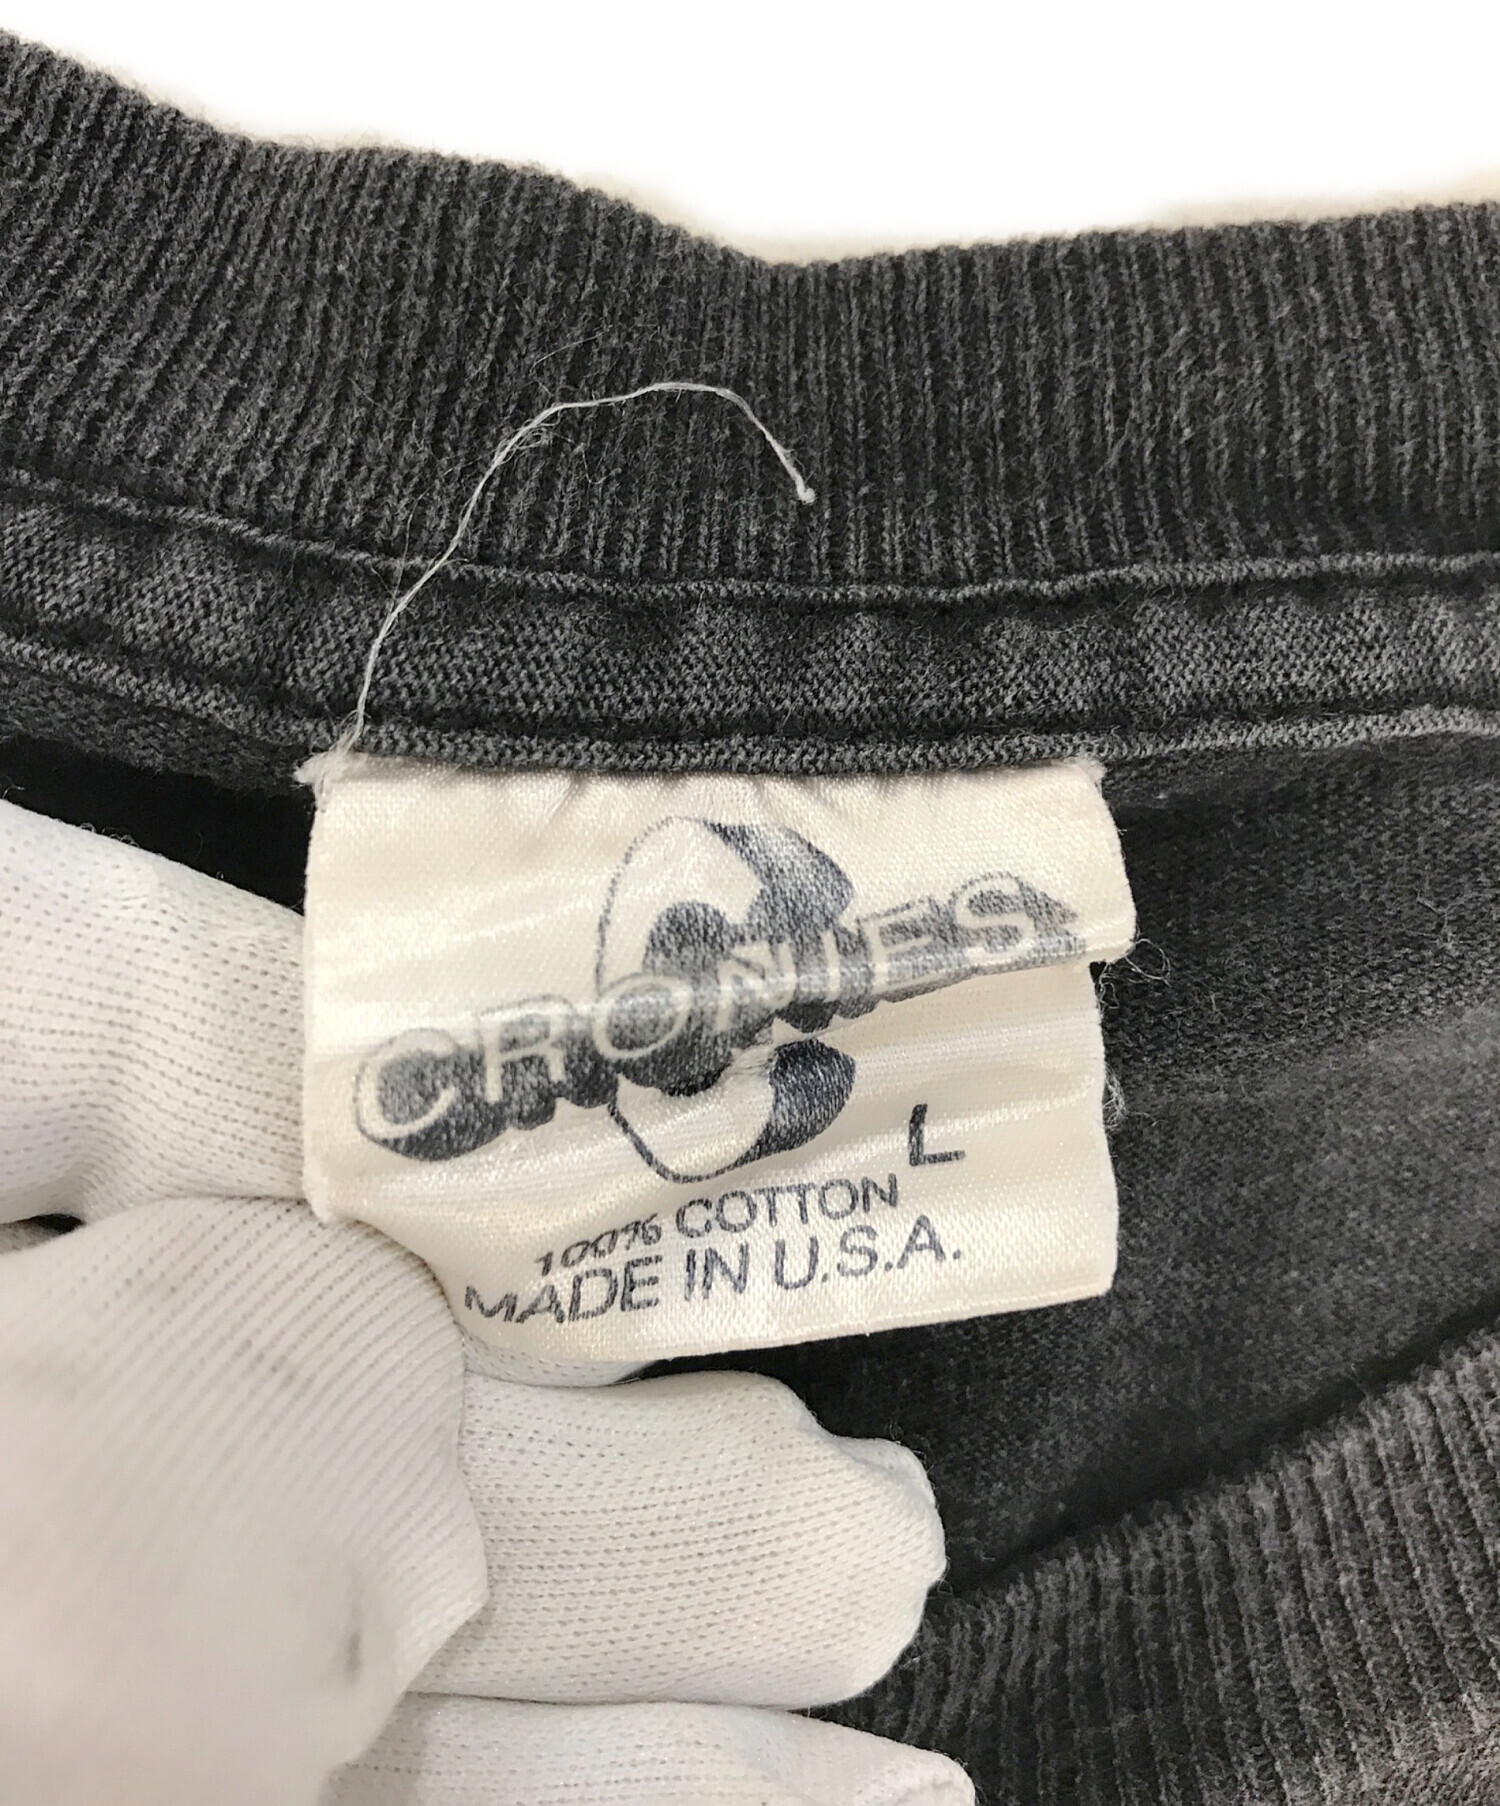 CRONIES
L
100% COTTON
MADE IN U.S.A.